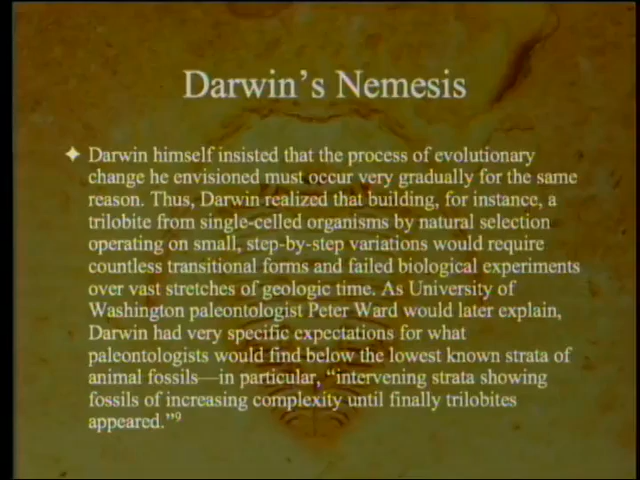 Darwin's Nemesis
✦ Darwin himself insisted that the process of evolutionary
change he envisioned must occur very gradually for the same
reason. Thus, Darwin realized that building, for instance, a
trilobite from single-celled organisms by natural selection
operating on small, step-by-step variations would require
countless transitional forms and failed biological experiments
over vast stretches of geologic time. As University of
Washington paleontologist Peter Ward would later explain,
Darwin had very specific expectations for what
paleontologists would find below the lowest known strata of
animal fossils—in particular, “intervening strata showing
fossils of increasing complexity until finally trilobites
appeared.”⁹